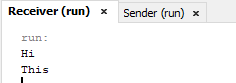 Receiver (run) × Sender (run) ×
run:
Hi
This